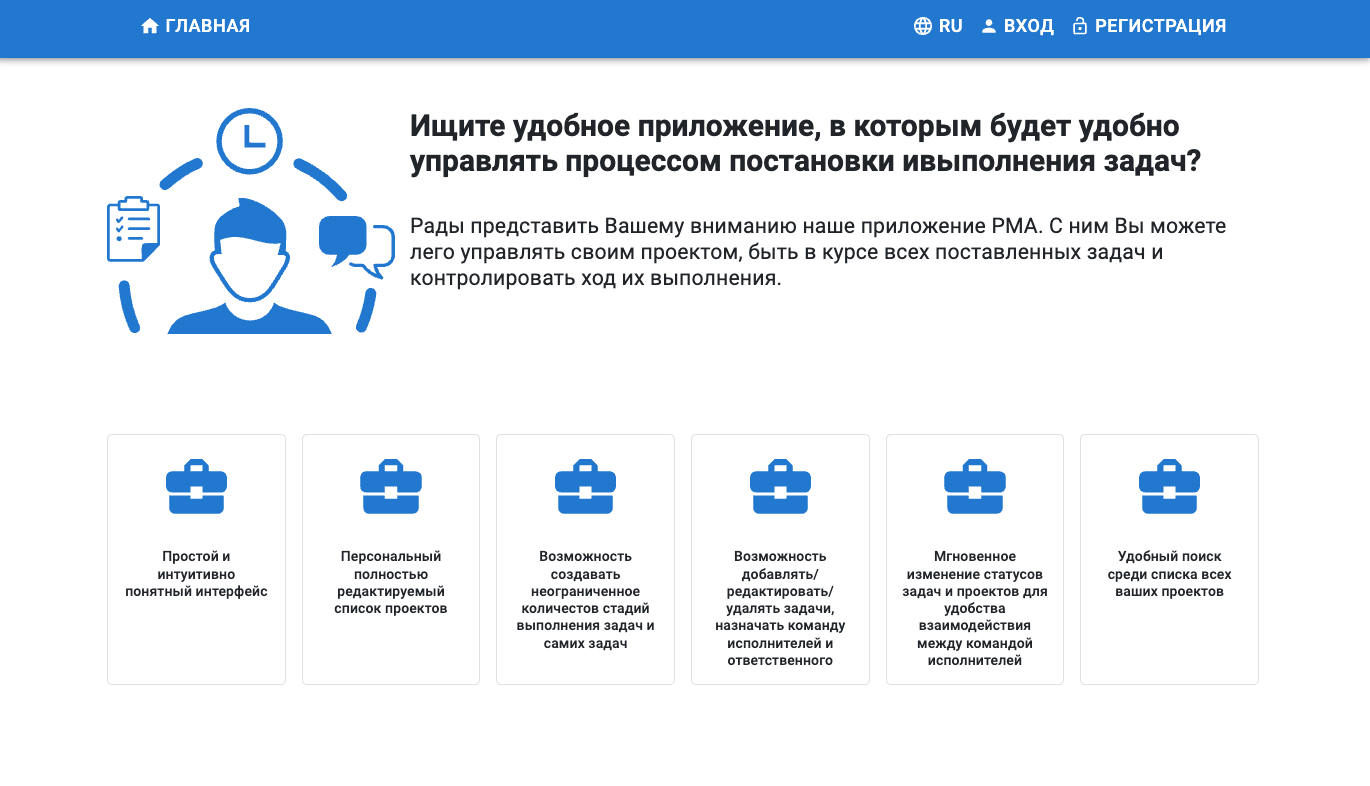 ГЛАВНАЯ
RU ВХОД РЕГИСТРАЦИЯ
Ищите удобное приложение, в которым будет удобно
управлять процессом постановки ивыполнения задач?
Рады представить Вашему вниманию наше приложение PMA. С ним Вы можете
лего управлять своим проектом, быть в курсе всех поставленных задач и
контролировать ход их выполнения.
Простой и
интуитивно
понятный интерфейс
Персональный
полностью
редактируемый
список проектов
Возможность
создавать
неограниченное
количестов стадий
выполнения задач и
самих задач
Возможность
добавлять/
редактировать/
удалять задачи,
назначать команду
исполнителей и
ответственного
Мгновенное
изменение статусов
задач и проектов для
удобства
взаимодействия
между командой
исполнителей
Удобный поиск
среди списка всех
ваших проектов